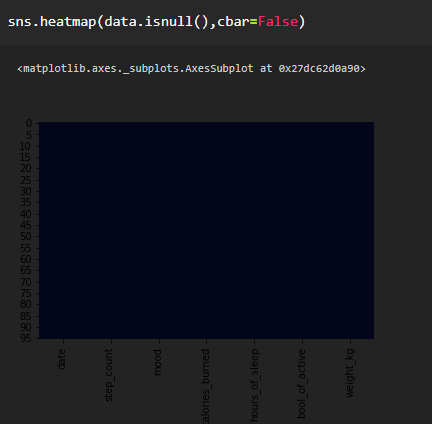 sns.heatmap(data.isnull(),cbar=False)
<matplotlib.axes._subplots.AxesSubplot at 0x27dc62d0a90>
0
5
10
15
20
25
30
35
40
45
50
55
60
65
70
75
80
85
90
95
date
step_count
mood
alories_burned
hours_of_sleep
bool_of_active
weight_kg